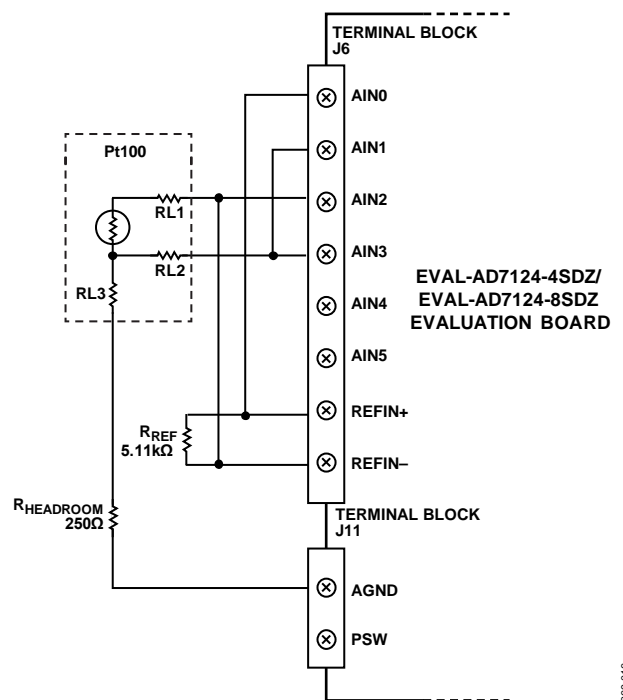 TERMINAL BLOCK
J6
AIN0
AIN1
Pt100
RL1
AIN2
RL2
AIN3
RL3
EVAL-AD7124-4SDZ/
EVAL-AD7124-8SDZ
EVALUATION BOARD
AIN4
AIN5
REFIN+
RREF
5.11kΩ
REFIN–
RHEADROOM
250Ω
TERMINAL BLOCK
J11
AGND
PSW